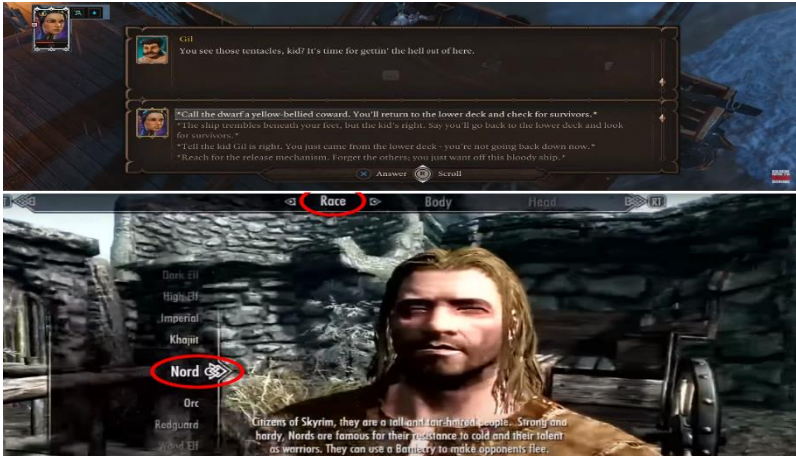 Gil
You see those tentacles, kid? It's time for gettin' the hell out of here.
*Call the dwarf a yellow-bellied coward. You'll return to the lower deck and check for survivors.*
*The ship trembles beneath your feet, but the kid's right. Say you'll go back to the lower deck and look
for survivors.*
*Tell the kid Gil is right. You just came from the lower deck - you're not going back down now.*
*Reach for the release mechanism. Forget the others; you just want off this bloody ship.*
Answer Scroll
Race Body Head RT
Dark Elf
High Elf
Imperial
Khajiit
Nord
Orc
Redguard
Wood Elf
Citizens of Skyrim, they are a tall and fair-haired people. Strong and
hardy, Nords are famous for their resistance to cold and their talent
as warriors. They can use a Battlecry to make opponents flee.